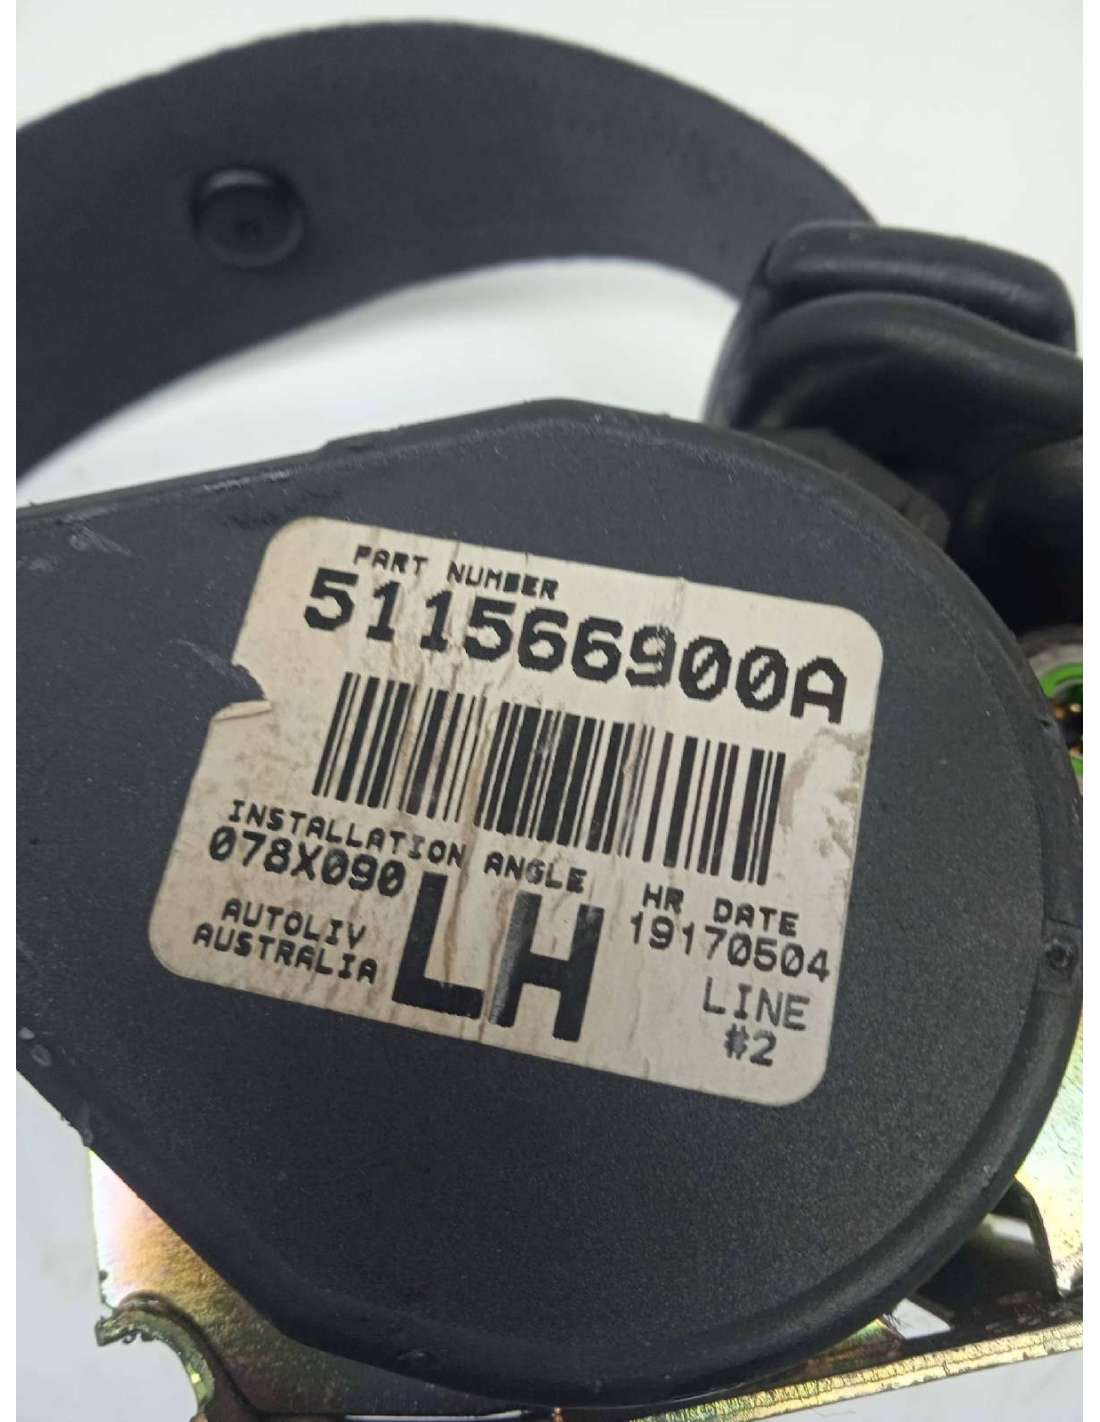 PART NUMBER
511566900A
INSTALLATION ANGLE
078X090
HR DATE
19170504
AUTOLIV
AUSTRALIA
LH
LINE
#2